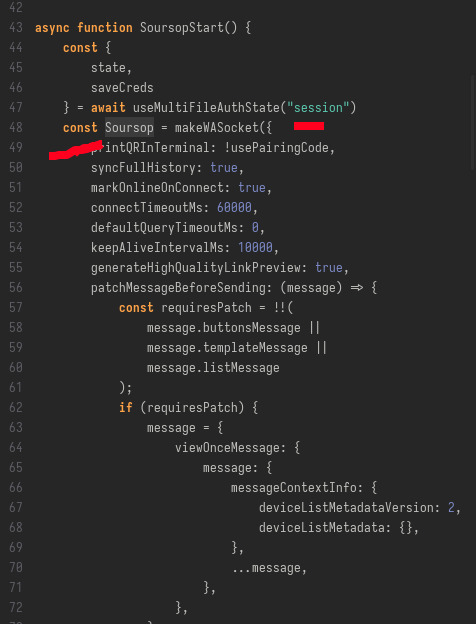 42
43 async function SoursopStart() {
44 const {
45 state,
46 saveCreds
47 } = await useMultiFileAuthState("session")
48 const Soursop = makeWASocket({
49 printQRInTerminal: !usePairingCode,
50 syncFullHistory: true,
51 markOnlineOnConnect: true,
52 connectTimeoutMs: 60000,
53 defaultQueryTimeoutMs: 0,
54 keepAliveIntervalMs: 10000,
55 generateHighQualityLinkPreview: true,
56 patchMessageBeforeSending: (message) => {
57 const requiresPatch = !!(
58 message.buttonsMessage ||
59 message.templateMessage ||
60 message.listMessage
61 );
62 if (requiresPatch) {
63 message = {
64 viewOnceMessage: {
65 message: {
66 messageContextInfo: {
67 deviceListMetadataVersion: 2,
68 deviceListMetadata: {},
69 },
70 ...message,
71 },
72 },